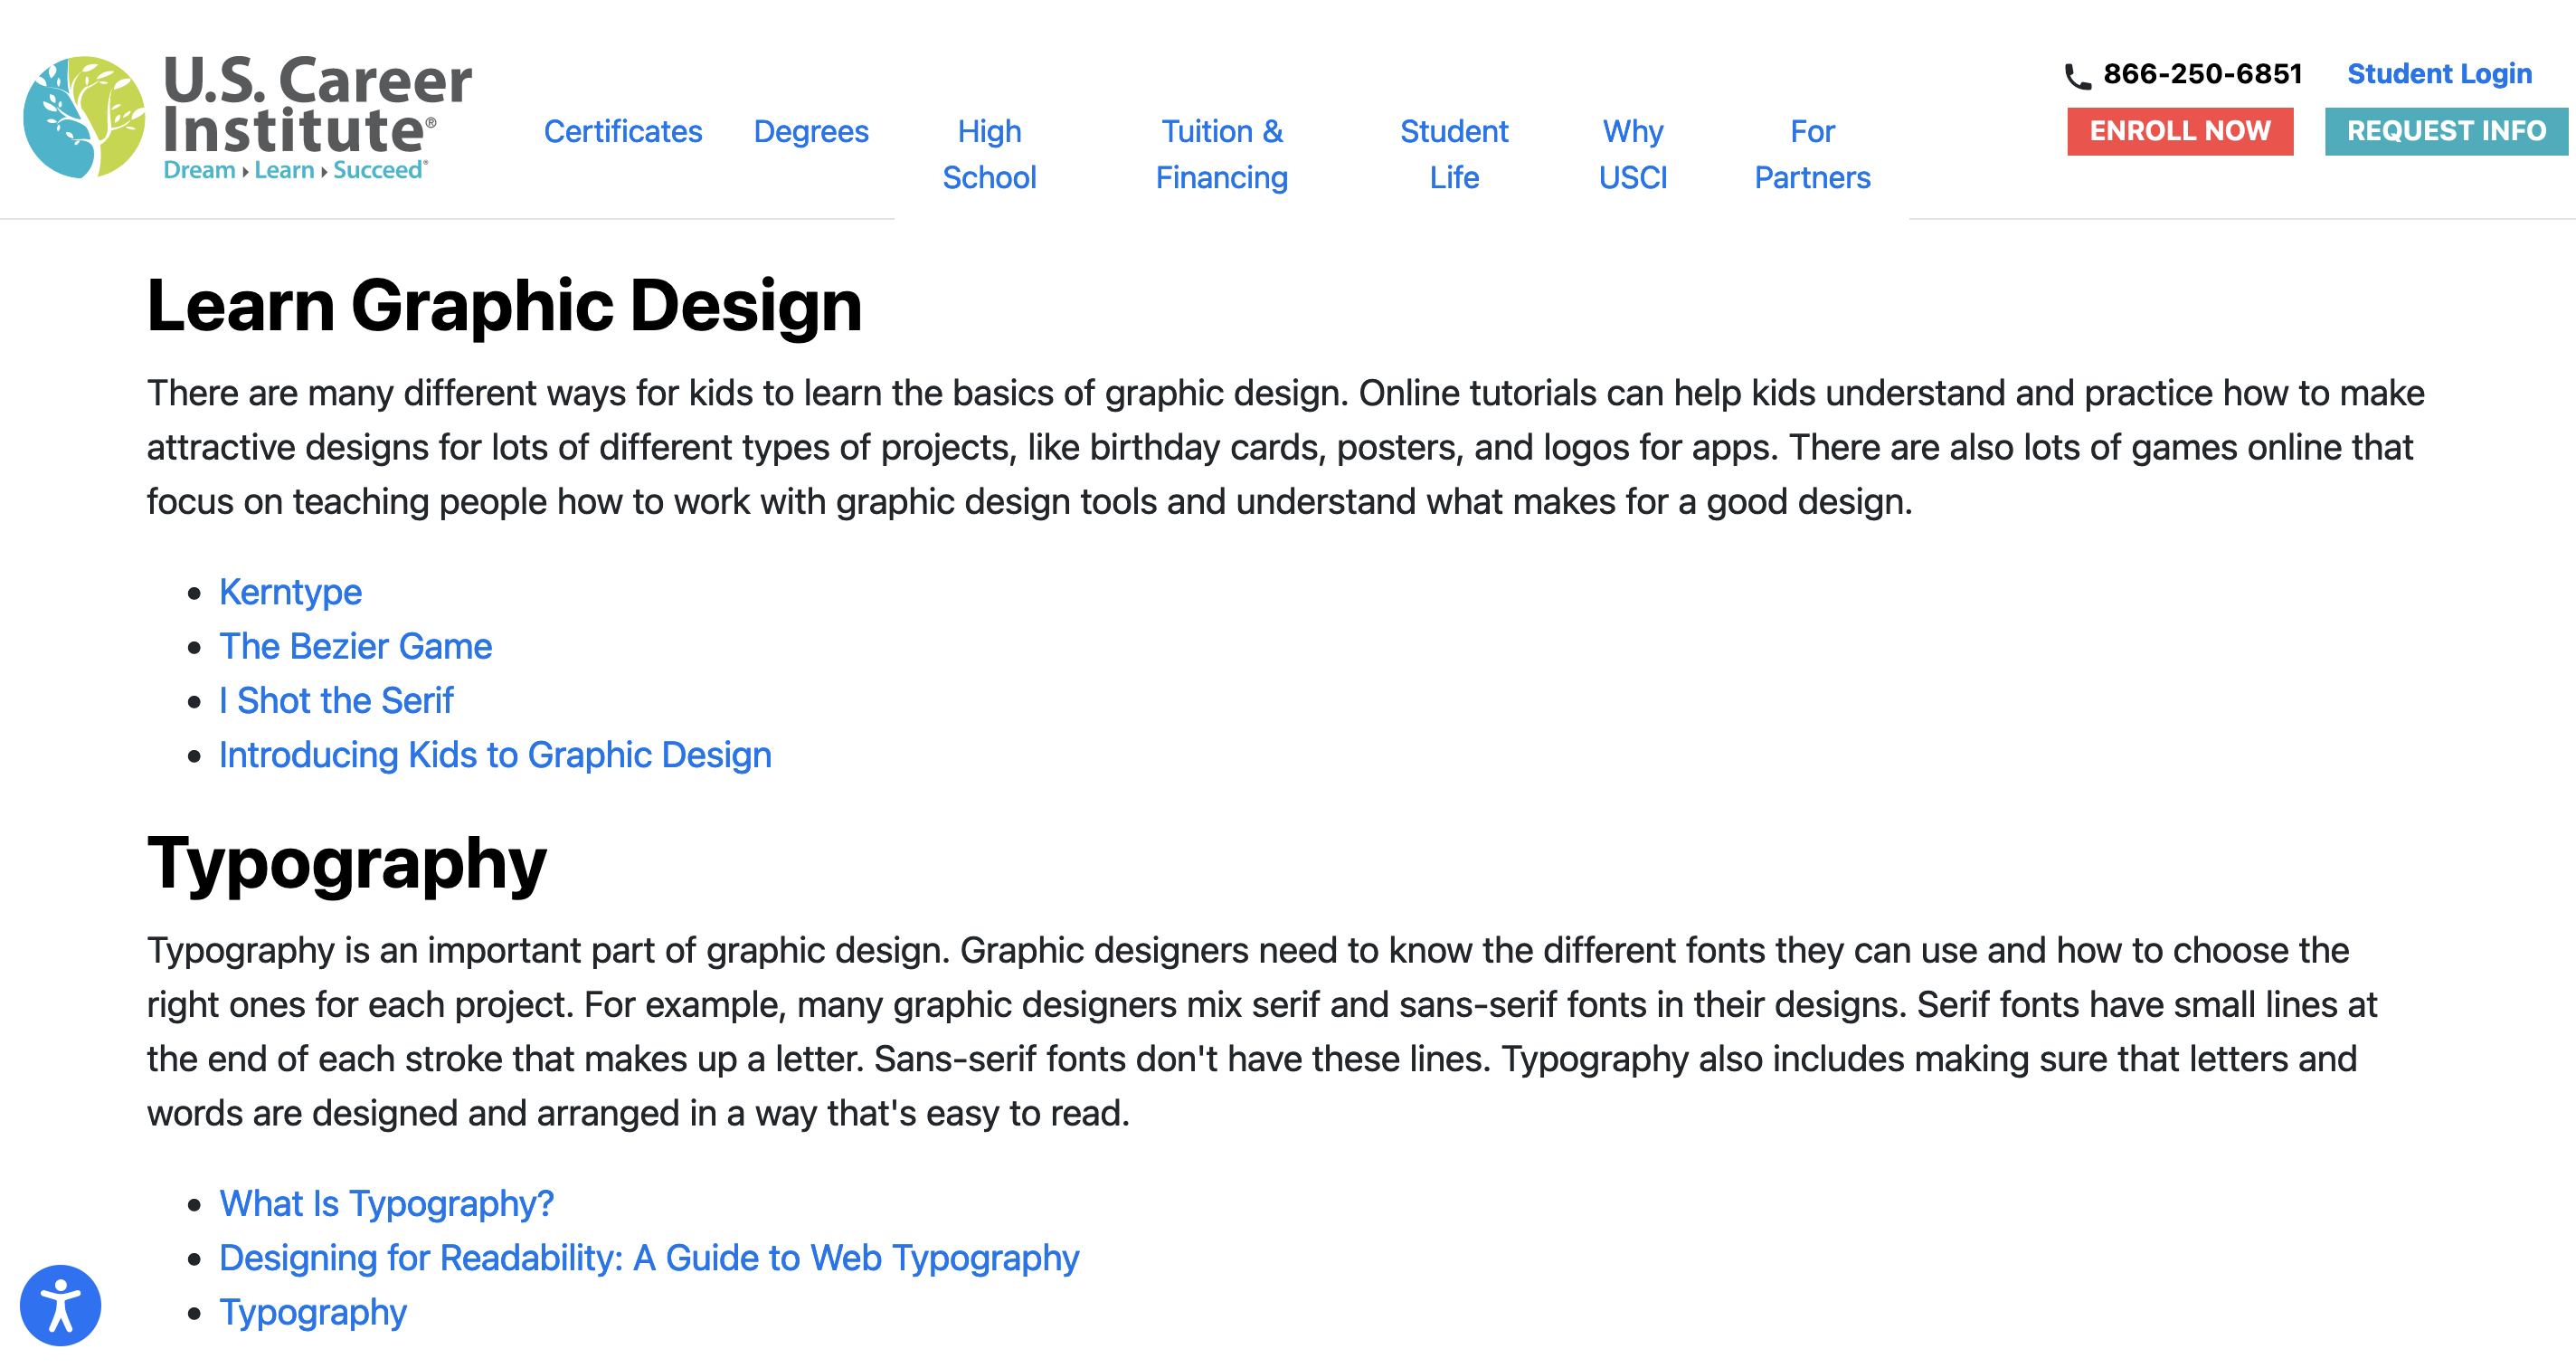 U.S. Career
Institute®
Dream › Learn › Succeed®
Certificates
Degrees
High
School
Tuition &
Financing
Student
Life
Why
USCI
For
Partners
866-250-6851
Student Login
ENROLL NOW
REQUEST INFO
Learn Graphic Design
There are many different ways for kids to learn the basics of graphic design. Online tutorials can help kids understand and practice how to make
attractive designs for lots of different types of projects, like birthday cards, posters, and logos for apps. There are also lots of games online that
focus on teaching people how to work with graphic design tools and understand what makes for a good design.
• Kerntype
• The Bezier Game
• I Shot the Serif
• Introducing Kids to Graphic Design
Typography
Typography is an important part of graphic design. Graphic designers need to know the different fonts they can use and how to choose the
right ones for each project. For example, many graphic designers mix serif and sans-serif fonts in their designs. Serif fonts have small lines at
the end of each stroke that makes up a letter. Sans-serif fonts don't have these lines. Typography also includes making sure that letters and
words are designed and arranged in a way that's easy to read.
• What Is Typography?
• Designing for Readability: A Guide to Web Typography
• Typography